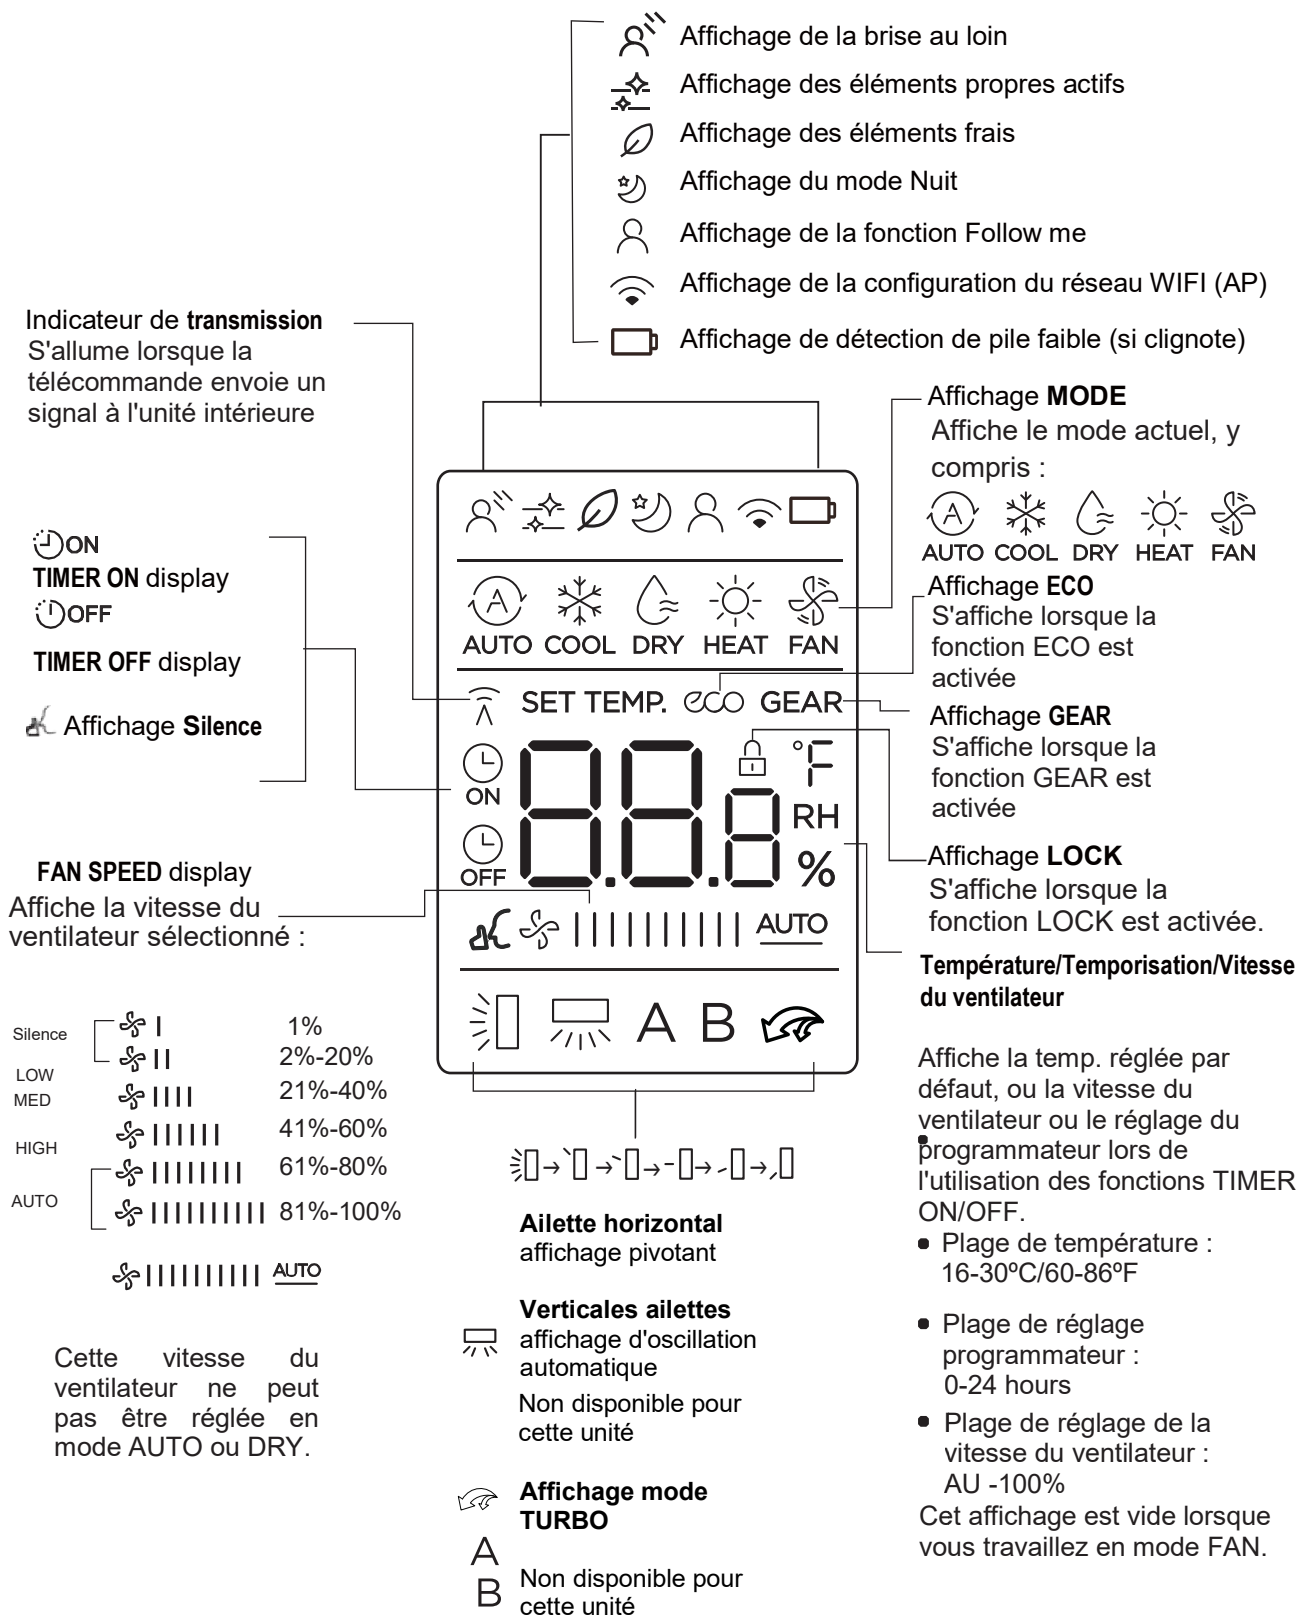 Affichage de la brise au loin
Affichage des éléments propres actifs
Affichage des éléments frais
Affichage du mode Nuit
Affichage de la fonction Follow me
Affichage de la configuration du réseau WIFI (AP)
Affichage de détection de pile faible (si clignote)
Indicateur de transmission
S'allume lorsque la
télécommande envoie un
signal à l'unité intérieure
ON
TIMER ON display
OFF
TIMER OFF display
Affichage Silence
FAN SPEED display
Affiche la vitesse du
ventilateur sélectionné :
Silence
LOW
MED
HIGH
AUTO
1%
2%-20%
21%-40%
41%-60%
61%-80%
81%-100%
AUTO
Cette vitesse du
ventilateur ne peut
pas être réglée en
mode AUTO ou DRY.
A
AUTO COOL DRY HEAT FAN
SET TEMP. eco GEAR
ON
OFF
88.8.
°F
RH
%
AUTO
A B
Ailette horizontal
affichage pivotant
Verticales ailettes
affichage d'oscillation
automatique
Non disponible pour
cette unité
Affichage mode
TURBO
A
B
Non disponible pour
cette unité
Affichage MODE
Affiche le mode actuel, y
compris :
A
AUTO COOL DRY HEAT FAN
Affichage ECO
S'affiche lorsque la
fonction ECO est
activée
Affichage GEAR
S'affiche lorsque la
fonction GEAR est
activée
Affichage LOCK
S'affiche lorsque la
fonction LOCK est activée.
Température/Temporisation/Vitesse
du ventilateur
Affiche la temp. réglée par
défaut, ou la vitesse du
ventilateur ou le réglage du
programmateur lors de
l'utilisation des fonctions TIMER
ON/OFF.
• Plage de température :
16-30ºC/60-86ºF
• Plage de réglage
programmateur :
0-24 hours
• Plage de réglage de la
vitesse du ventilateur :
AU -100%
Cet affichage est vide lorsque
vous travaillez en mode FAN.